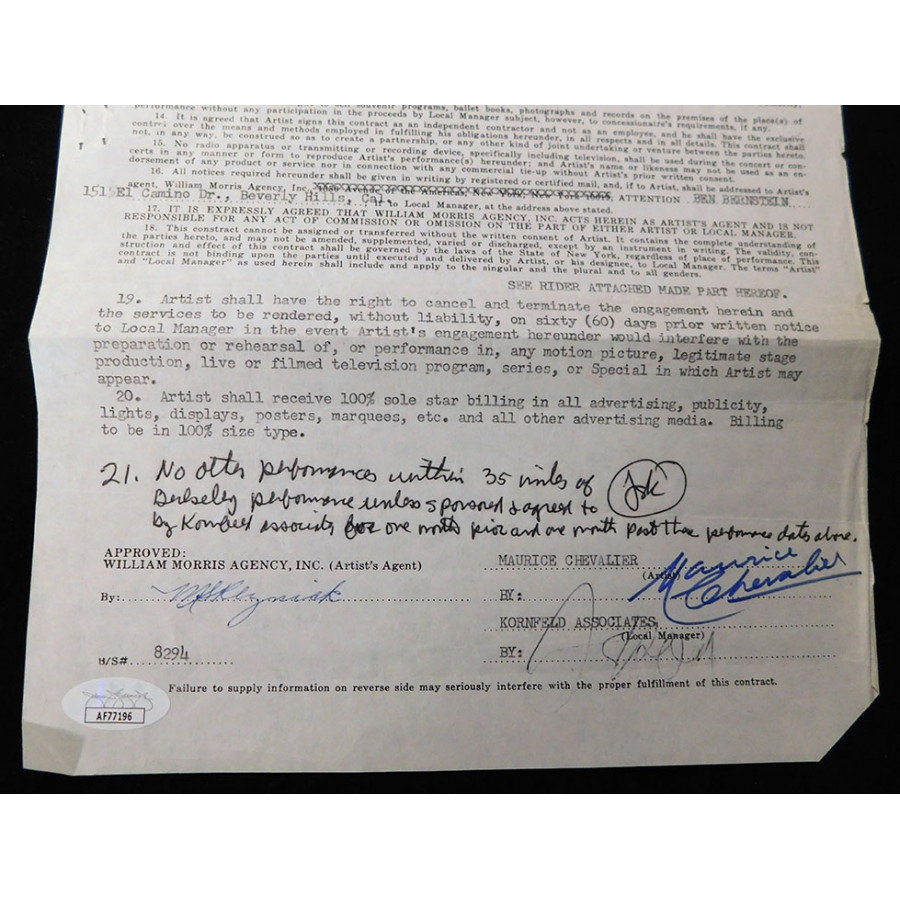 souvenir programs, ballet books, photographs and records on the premises of the place(s) of
performance without any participation in the proceeds by Local Manager subject, however, to concessionaire's requirements, if any.
14. It is agreed that Artist signs this contract as an independent contractor and not as an employee, and he shall have the exclusive
control over the means and methods employed in fulfilling his obligations hereunder, in all respects and in all details. This contract shall
not, in any way, be construed so as to create a partnership, or any other kind of joint undertaking or venture between the parties hereto.
15. No radio apparatus or transmitting or recording device, specifically including television, shall be used during the concert or con-
certs in any manner or form to reproduce Artist's performance(s) hereunder; and Artist's name or likeness may not be used as an en-
dorsement of any product or service nor in connection with any commercial tie-up without Artist's prior written consent.
16. All notices required hereunder shall be given in writing by registered or certified mail, and, if to Artist, shall be addressed to Artist's
agent, William Morris Agency, Inc. ATTENTION BEN BERNSTEIN
151 El Camino Dr., Beverly Hills, Cal. to Local Manager, at the address above stated.
17. IT IS EXPRESSLY AGREED THAT WILLIAM MORRIS AGENCY, INC. ACTS HEREIN AS ARTIST'S AGENT AND IS NOT
RESPONSIBLE FOR ANY ACT OF COMMISSION OR OMISSION ON THE PART OF EITHER ARTIST OR LOCAL MANAGER.
18. This contract cannot be assigned or transferred without the written consent of Artist. It contains the complete understanding of
the parties hereto, and may not be amended, supplemented, varied or discharged, except by an instrument in writing. The validity, con-
struction and effect of this contract shall be governed by the laws of the State of New York, regardless of place of performance. This
contract is not binding upon the parties until executed and delivered by Artist, or his designee, to Local Manager. The terms "Artist"
and "Local Manager" as used herein shall include and apply to the singular and the plural and to all genders.
SEE RIDER ATTACHED MADE PART HEREOF.
19. Artist shall have the right to cancel and terminate the engagement herein and
the services to be rendered, without liability, on sixty (60) days prior written notice
to Local Manager in the event Artist's engagement hereunder would interfere with the
preparation or rehearsal of, or performance in, any motion picture, legitimate stage
production, live or filmed television program, series, or Special in which Artist may
appear.
20. Artist shall receive 100% sole star billing in all advertising, publicity,
lights, displays, posters, marquees, etc. and all other advertising media. Billing
to be in 100% size type.
21. No other performances within 35 miles of
Berkeley performance unless sponsored & agreed to
by Kornfeld associates for one month prior and one month past these performance dates above.
APPROVED:
WILLIAM MORRIS AGENCY, INC. (Artist's Agent)
By:
B/S# 8294
MAURICE CHEVALIER
(Artist)
BY: Maurice Chevalier
KORNFELD ASSOCIATES,
(Local Manager)
BY:
Failure to supply information on reverse side may seriously interfere with the proper fulfillment of this contract.
AF77196